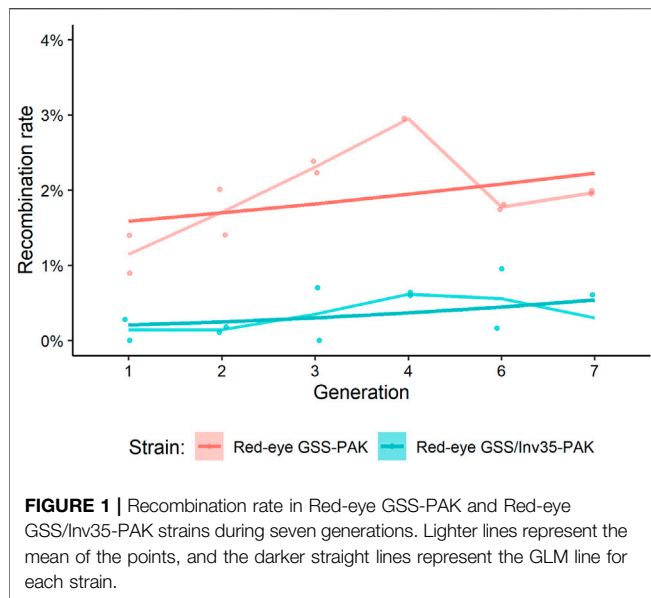 4%
3%
2%
1%
0%
Recombination rate
1 2 3 4 6 7
Generation
Strain: Red-eye GSS-PAK Red-eye GSS/Inv35-PAK
FIGURE 1 | Recombination rate in Red-eye GSS-PAK and Red-eye
GSS/Inv35-PAK strains during seven generations. Lighter lines represent the
mean of the points, and the darker straight lines represent the GLM line for
each strain.